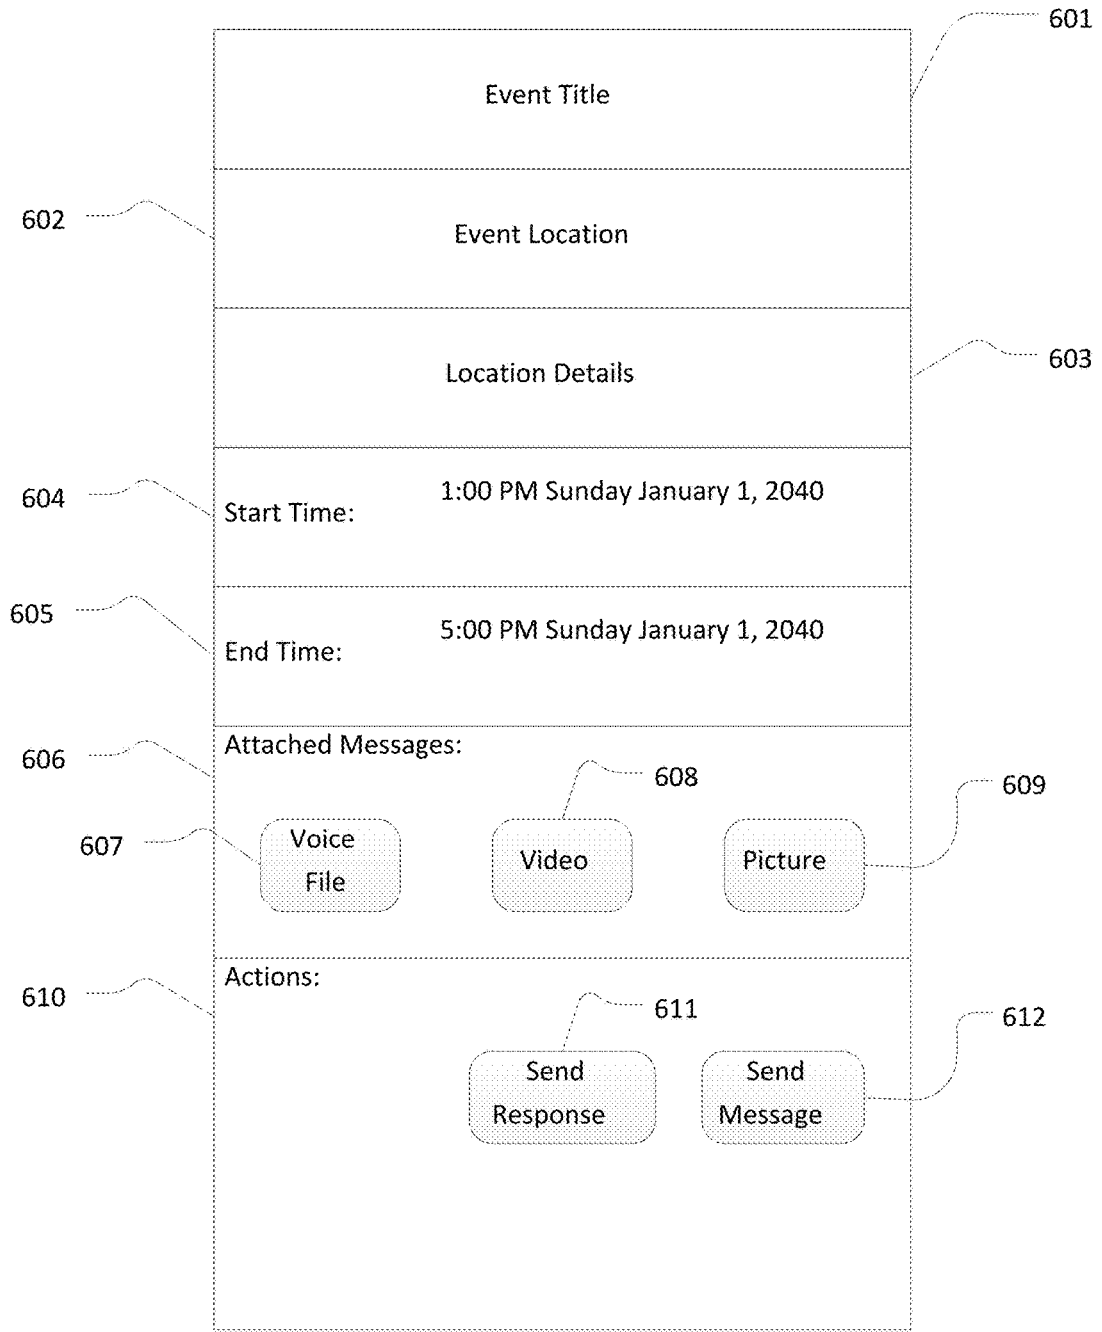 601
Event Title
602
Event Location
603
Location Details
604
1:00 PM Sunday January 1, 2040
Start Time:
605
5:00 PM Sunday January 1, 2040
End Time:
606
Attached Messages:
608
609
607
Voice
File
Video
Picture
610
Actions:
611
612
Send
Response
Send
Message